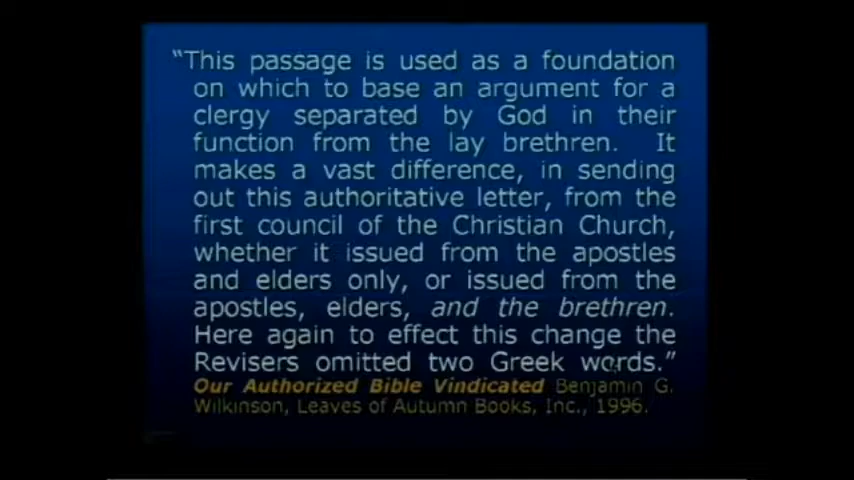 “This passage is used as a foundation
on which to base an argument for a
clergy separated by God in their
function from the lay brethren. It
makes a vast difference, in sending
out this authoritative letter, from the
first council of the Christian Church,
whether it issued from the apostles
and elders only, or issued from the
apostles, elders, and the brethren.
Here again to effect this change the
Revisers omitted two Greek words.”
Our Authorized Bible Vindicated Benjamin G.
Wilkinson, Leaves of Autumn Books, Inc., 1996.